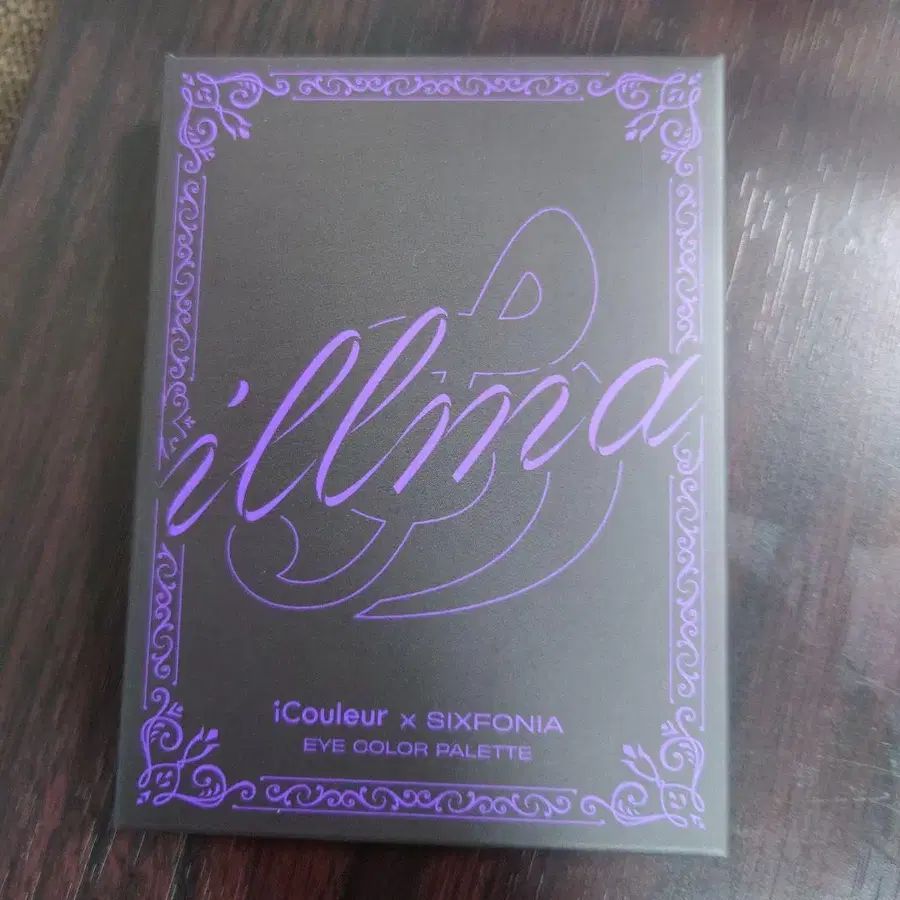 illma
iCouleur x SIXFONIA
EYE COLOR PALETTE